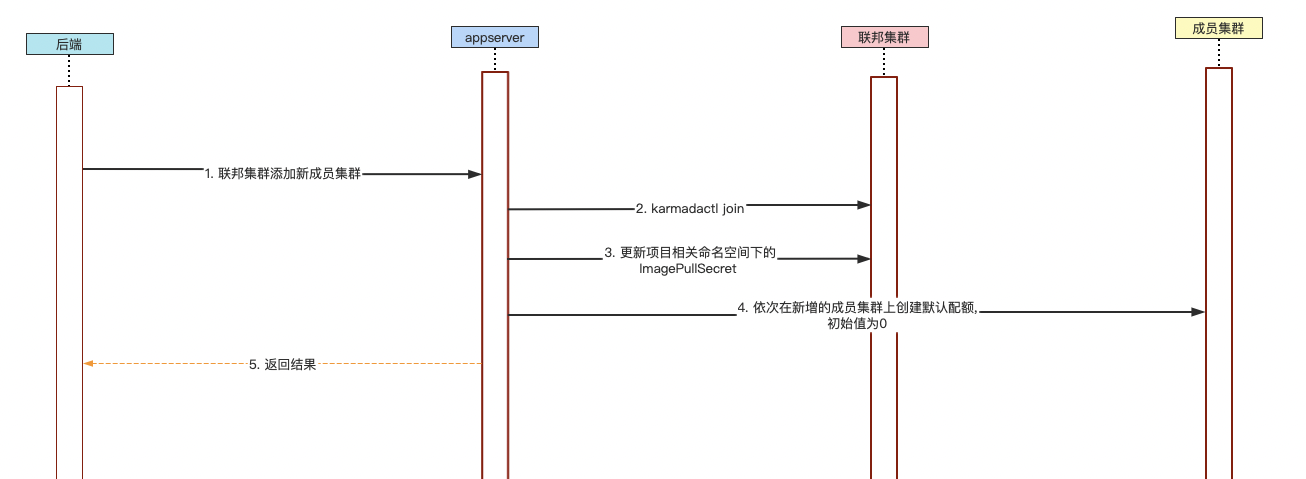 后端
appserver
联邦集群
成员集群
1. 联邦集群添加新成员集群
2. karmadactl join
3. 更新项目相关命名空间下的
ImagePullSecret
4. 依次在新增的成员集群上创建默认配额,
初始值为0
5. 返回结果